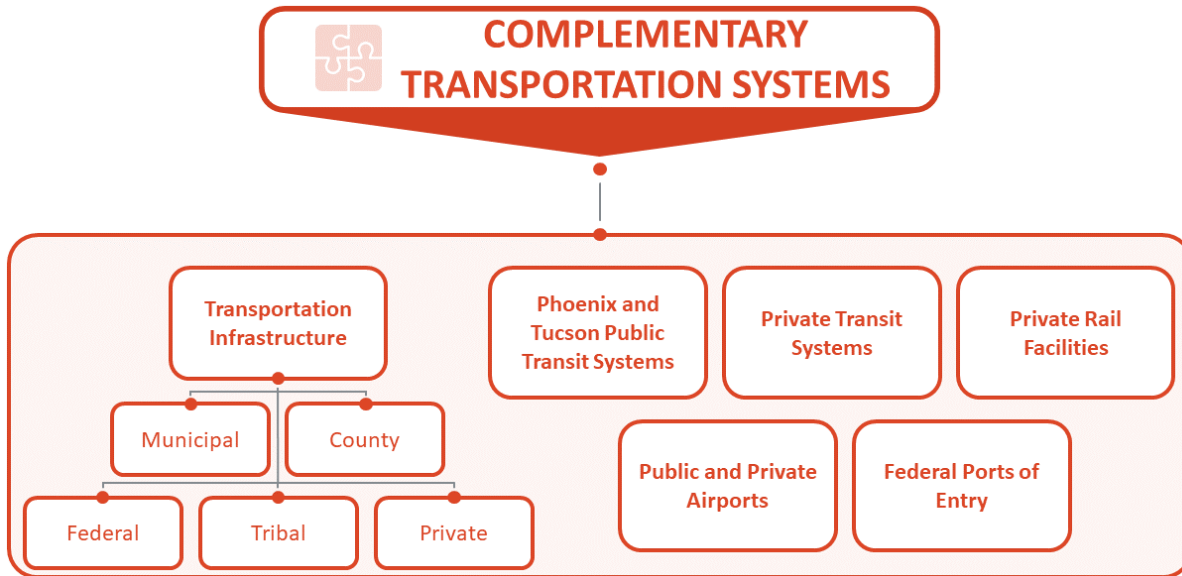 COMPLEMENTARY
TRANSPORTATION SYSTEMS
Transportation
Infrastructure
Municipal
County
Federal
Tribal
Private
Phoenix and
Tucson Public
Transit Systems
Private Transit
Systems
Private Rail
Facilities
Public and Private
Airports
Federal Ports of
Entry